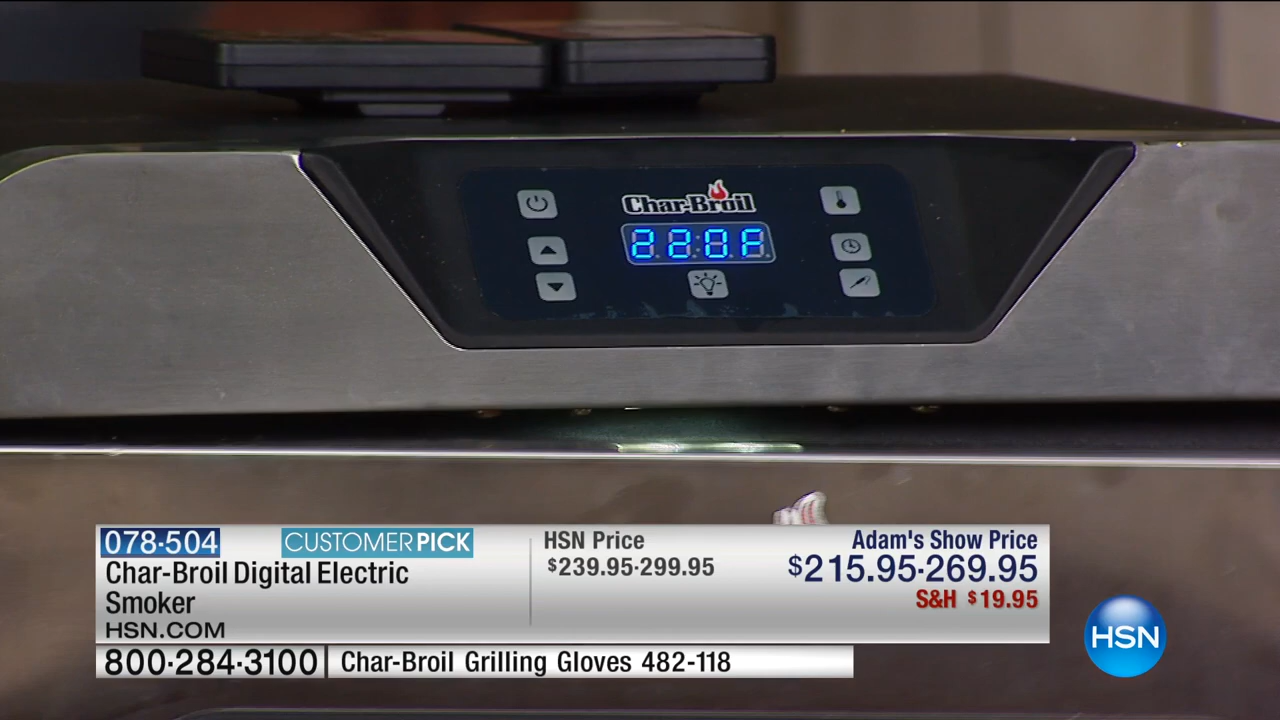 Char-Broil
220F
078-504
CUSTOMER PICK
Char-Broil Digital Electric
Smoker
HSN.COM
HSN Price
$239.95-299.95
Adam's Show Price
$215.95-269.95
S&H $19.95
HSN
800-284-3100
Char-Broil Grilling Gloves 482-118